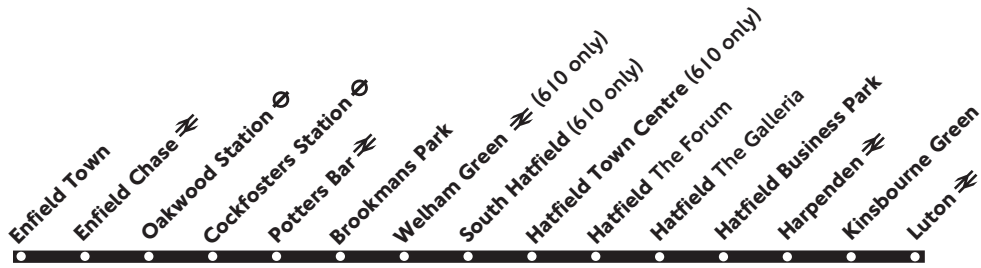 Enfield Town
Enfield Chase
Oakwood Station
Cockfosters Station
Potters Bar
Brookmans Park
Welham Green (610 only)
South Hatfield (610 only)
Hatfield Town Centre (610 only)
Hatfield The Forum
Hatfield The Galleria
Hatfield Business Park
Harpenden
Kinsbourne Green
Luton